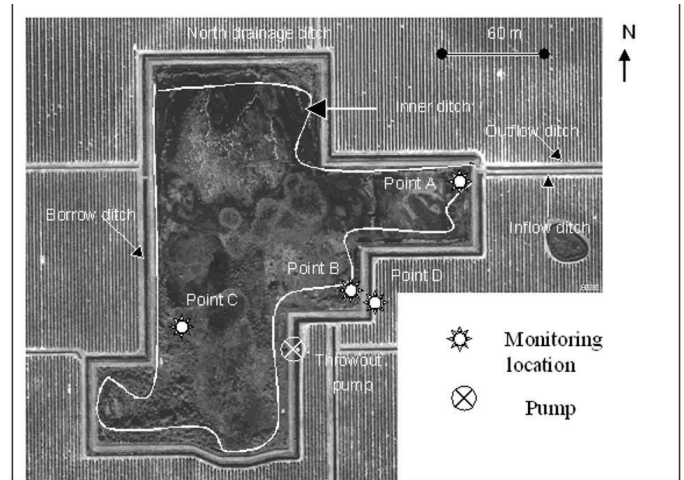 North drainage ditch
60 m
N
Inner ditch
Outflow ditch
Point A
Borrow ditch
Inflow ditch
Point B
Point D
Point C
Throwout
pump
Monitoring
location
Pump